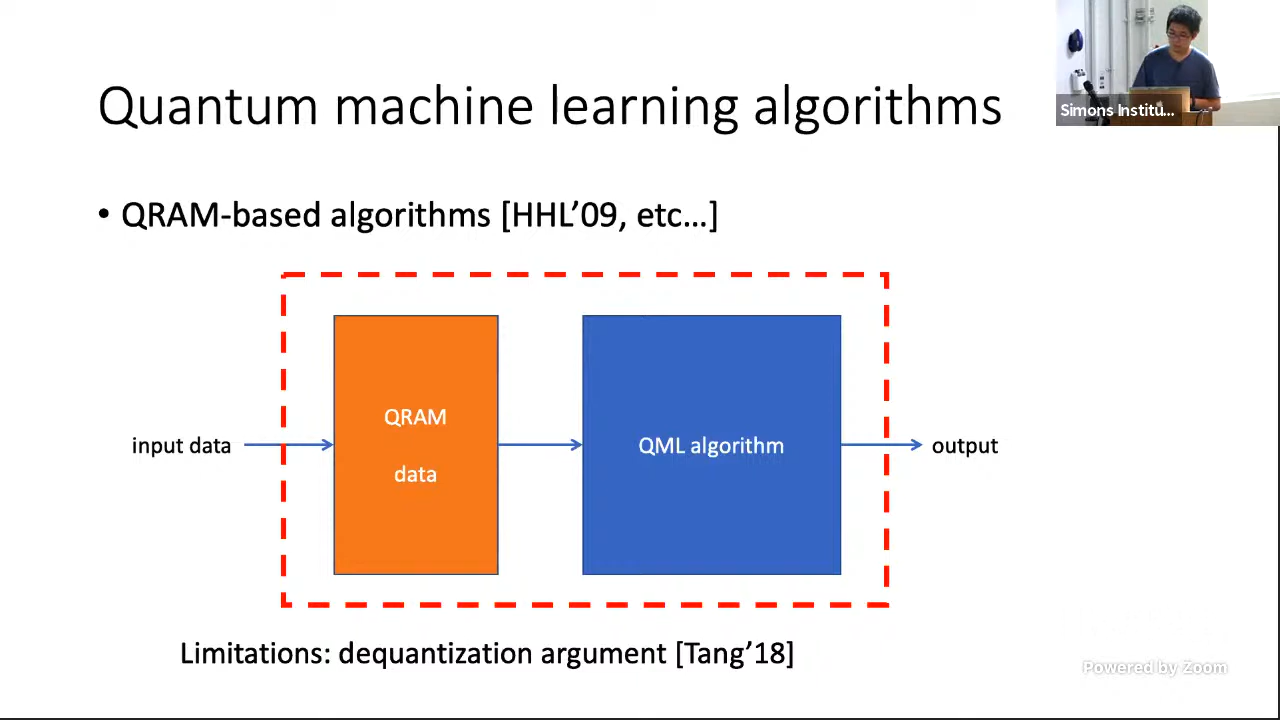 Quantum machine learning algorithms
Simons Institu...
• QRAM-based algorithms [HHL’09, etc…]
QRAM
data
input data
QML algorithm
output
Limitations: dequantization argument [Tang’18]
Powered by Zoom